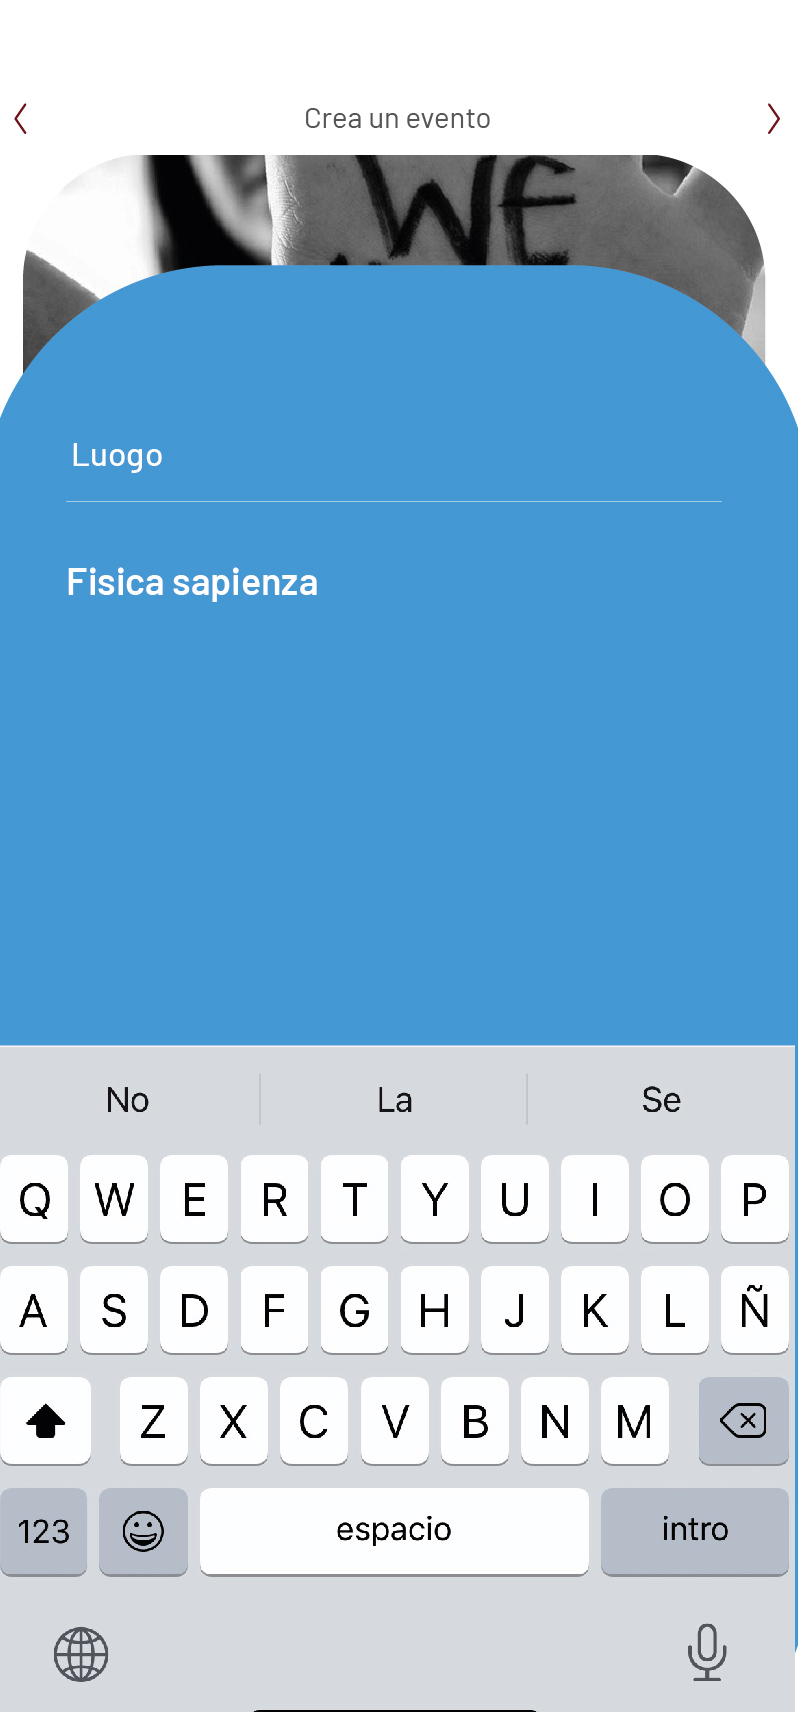 Crea un evento
WE
Luogo
Fisica sapienza
No La Se
Q W E R T Y U I O P
A S D F G H J K L Ñ
Z X C V B N M
123 espacio intro